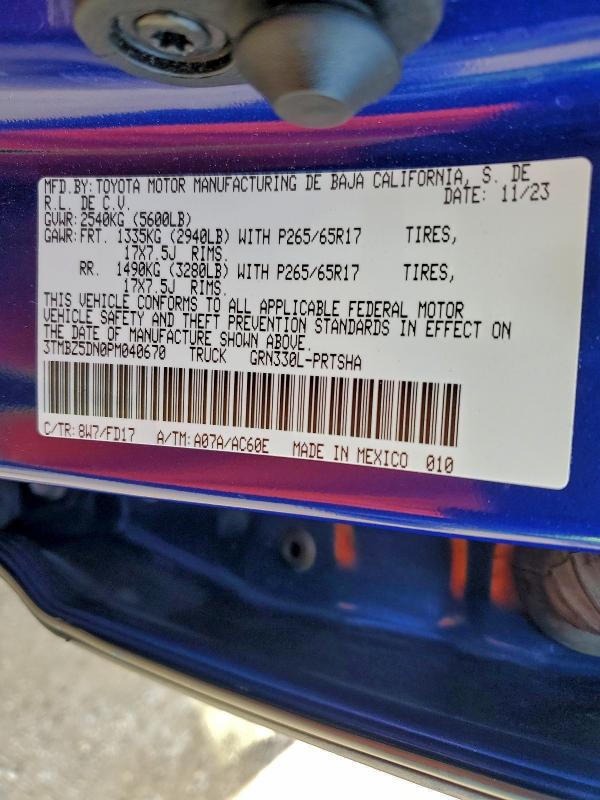 MFD.BY: TOYOTA MOTOR MANUFACTURING DE BAJA CALIFORNIA, S. DE
R.L. DE C.V. DATE: 11/23
GVWR: 2540KG (5600LB)
GAWR: FRT. 1335KG (2940LB) WITH P265/65R17 TIRES,
17X7.5J RIMS.
RR. 1490KG (3280LB) WITH P265/65R17 TIRES,
17X7.5J RIMS.
THIS VEHICLE CONFORMS TO ALL APPLICABLE FEDERAL MOTOR
VEHICLE SAFETY AND THEFT PREVENTION STANDARDS IN EFFECT ON
THE DATE OF MANUFACTURE SHOWN ABOVE.
3TMBZ5DN0PM040670 TRUCK GRN330L-PRTSHA
C/TR: 8W7/FD17 A/TM: A07A/AC60E MADE IN MEXICO 010